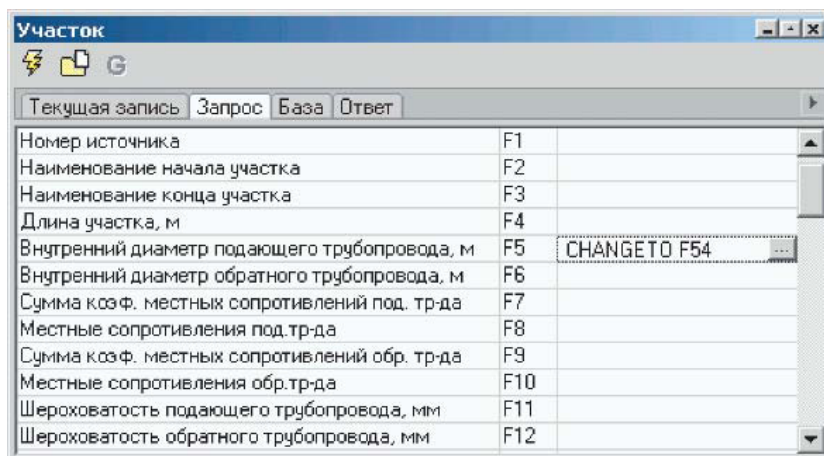 Участок
G
Текущая запись Запрос База Ответ
Номер источника F1
Наименование начала участка F2
Наименование конца участка F3
Длина участка, м F4
Внутренний диаметр подающего трубопровода, м F5 CHANGETO F54 ...
Внутренний диаметр обратного трубопровода, м F6
Сумма коэф. местных сопротивлений под. тр-да F7
Местные сопротивления под.тр-да F8
Сумма коэф. местных сопротивлений обр. тр-да F9
Местные сопротивления обр.тр-да F10
Шероховатость подающего трубопровода, мм F11
Шероховатость обратного трубопровода, мм F12